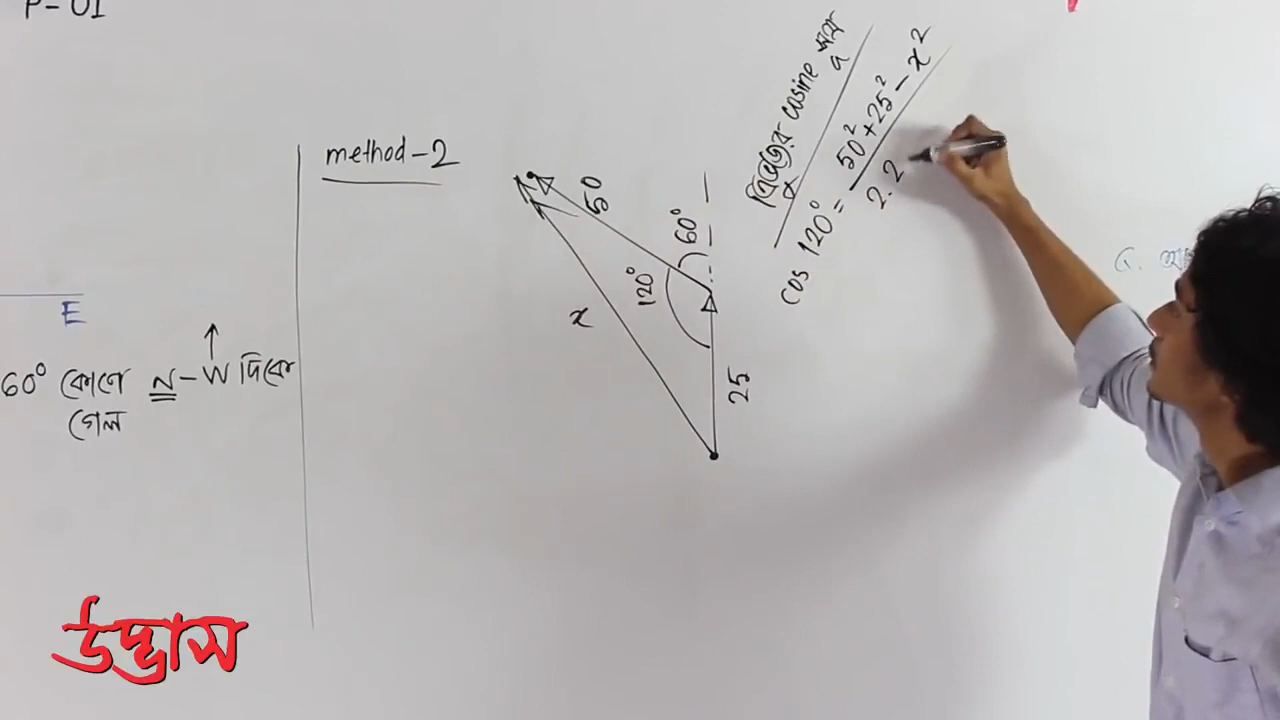 P-01
E
60° কোণে N-W দিকে
গেল
method-2
50
60°
120°
x
25
ত্রিভুজের cosine সূত্র
cos 120° = 50² + 25² - x²
2.2
উদ্ভাস